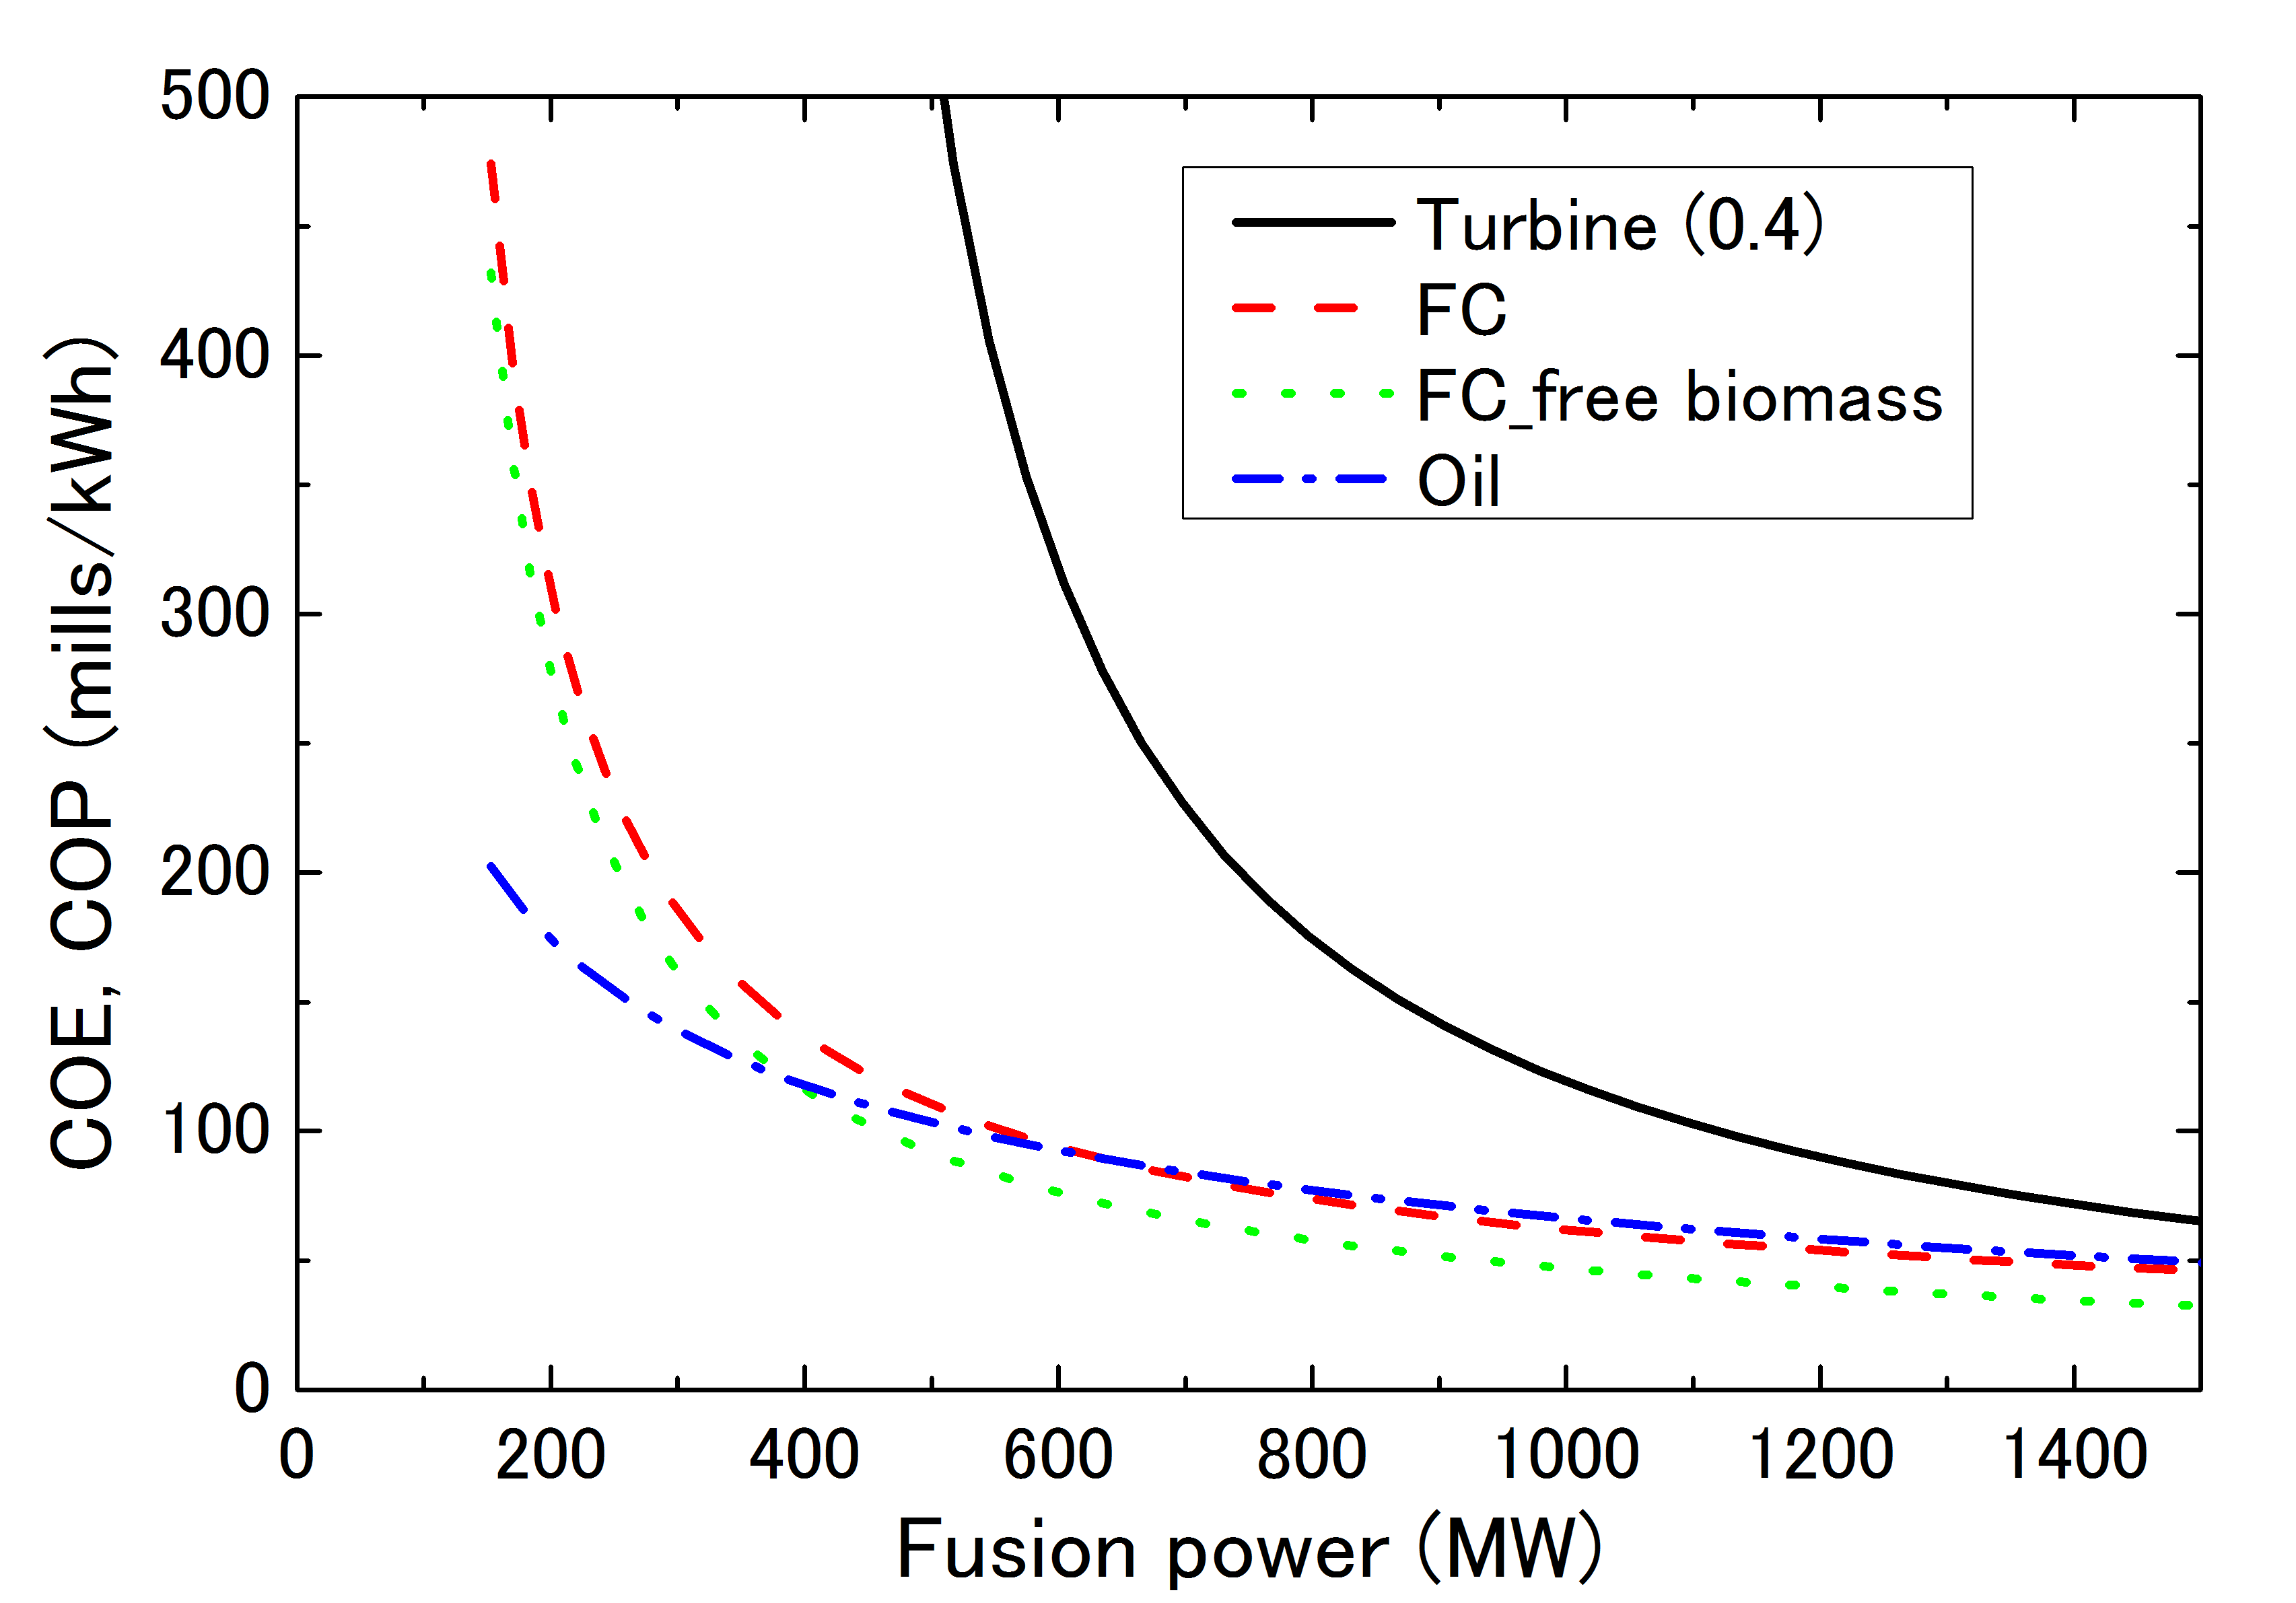 500
400
300
200
100
0
COE, COP (mills/kWh)
Turbine (0.4)
FC
FC_free biomass
Oil
0 200 400 600 800 1000 1200 1400
Fusion power (MW)